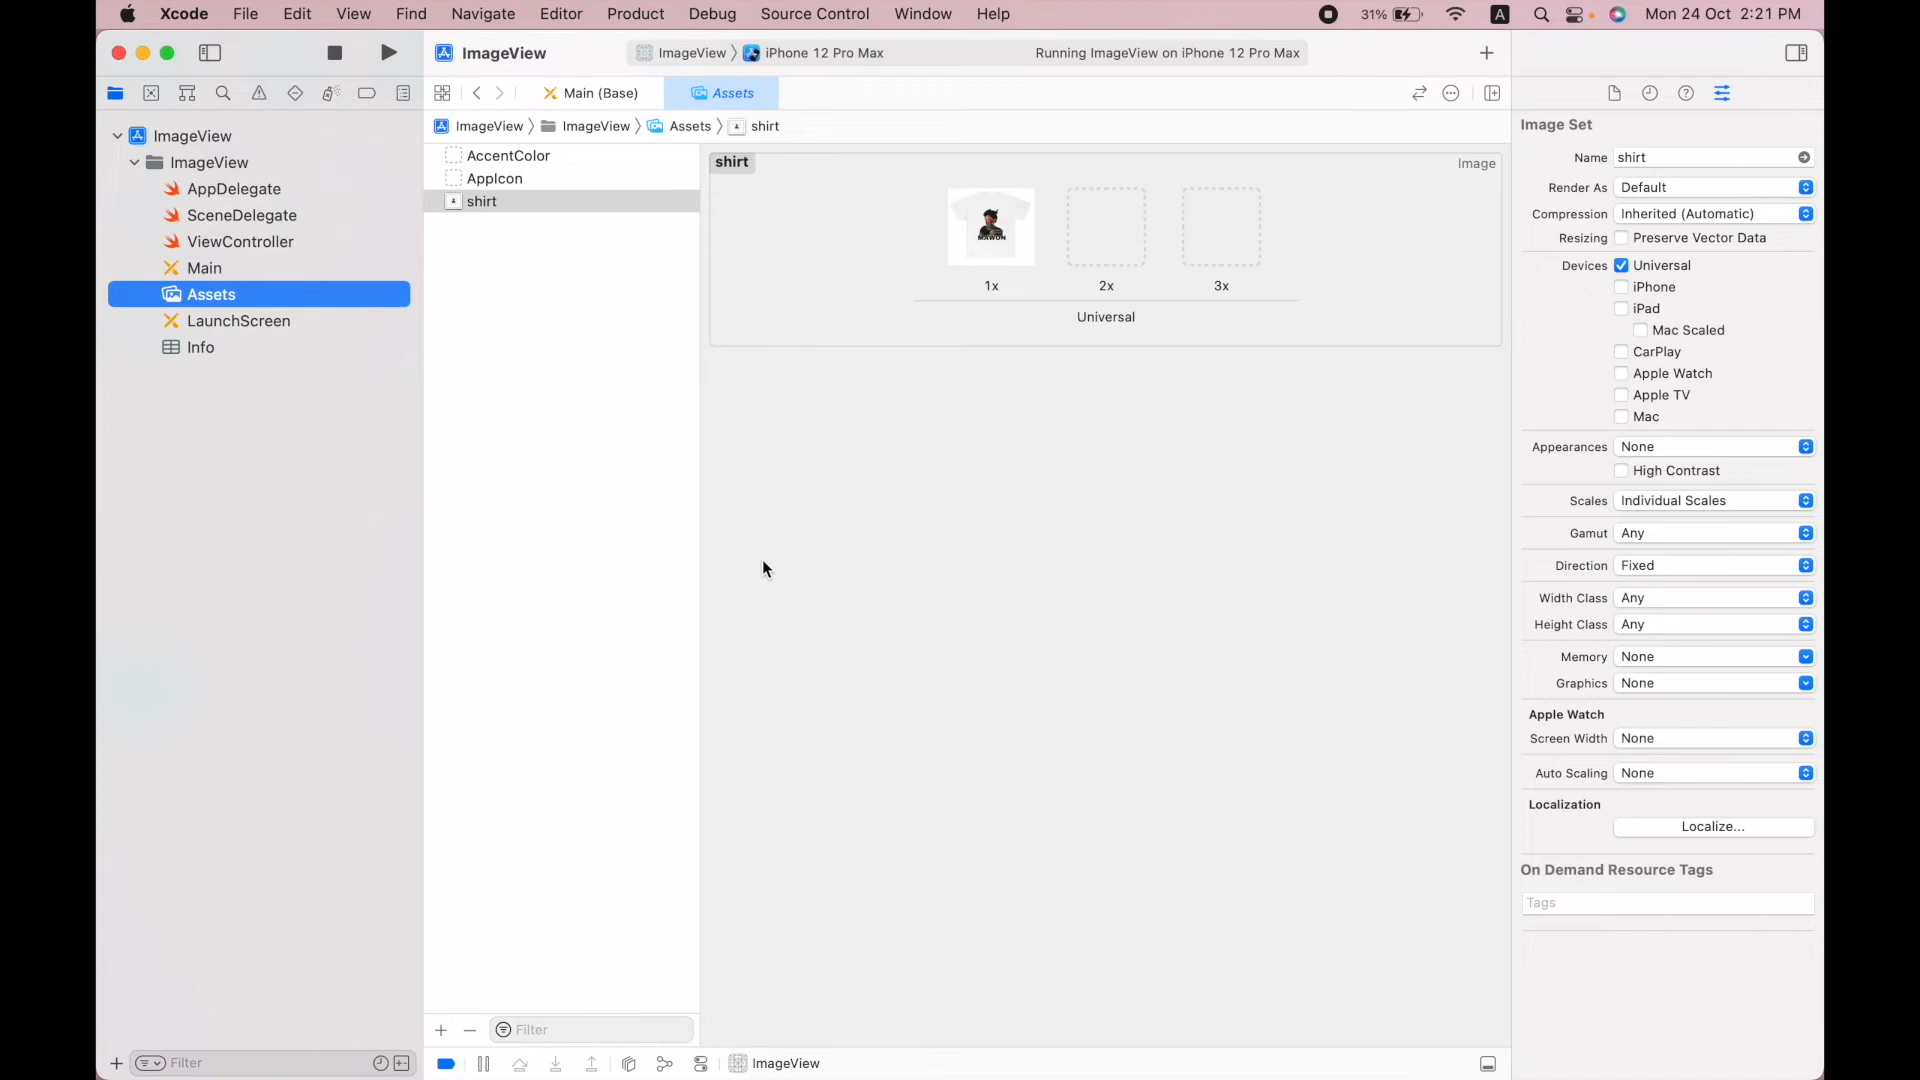 Xcode File Edit View Find Navigate Editor Product Debug Source Control Window Help 31% A Mon 24 Oct 2:21 PM
ImageView ImageView iPhone 12 Pro Max Running ImageView on iPhone 12 Pro Max
Main (Base) Assets
ImageView ImageView Assets shirt
ImageView
ImageView
AppDelegate
SceneDelegate
ViewController
Main
Assets
LaunchScreen
Info
Filter
AccentColor
AppIcon
shirt
Filter
shirt Image
MAWON
1x 2x 3x
Universal
ImageView
Image Set
Name shirt
Render As Default
Compression Inherited (Automatic)
Resizing Preserve Vector Data
Devices Universal
iPhone
iPad
Mac Scaled
CarPlay
Apple Watch
Apple TV
Mac
Appearances None
High Contrast
Scales Individual Scales
Gamut Any
Direction Fixed
Width Class Any
Height Class Any
Memory None
Graphics None
Apple Watch
Screen Width None
Auto Scaling None
Localization
Localize...
On Demand Resource Tags
Tags